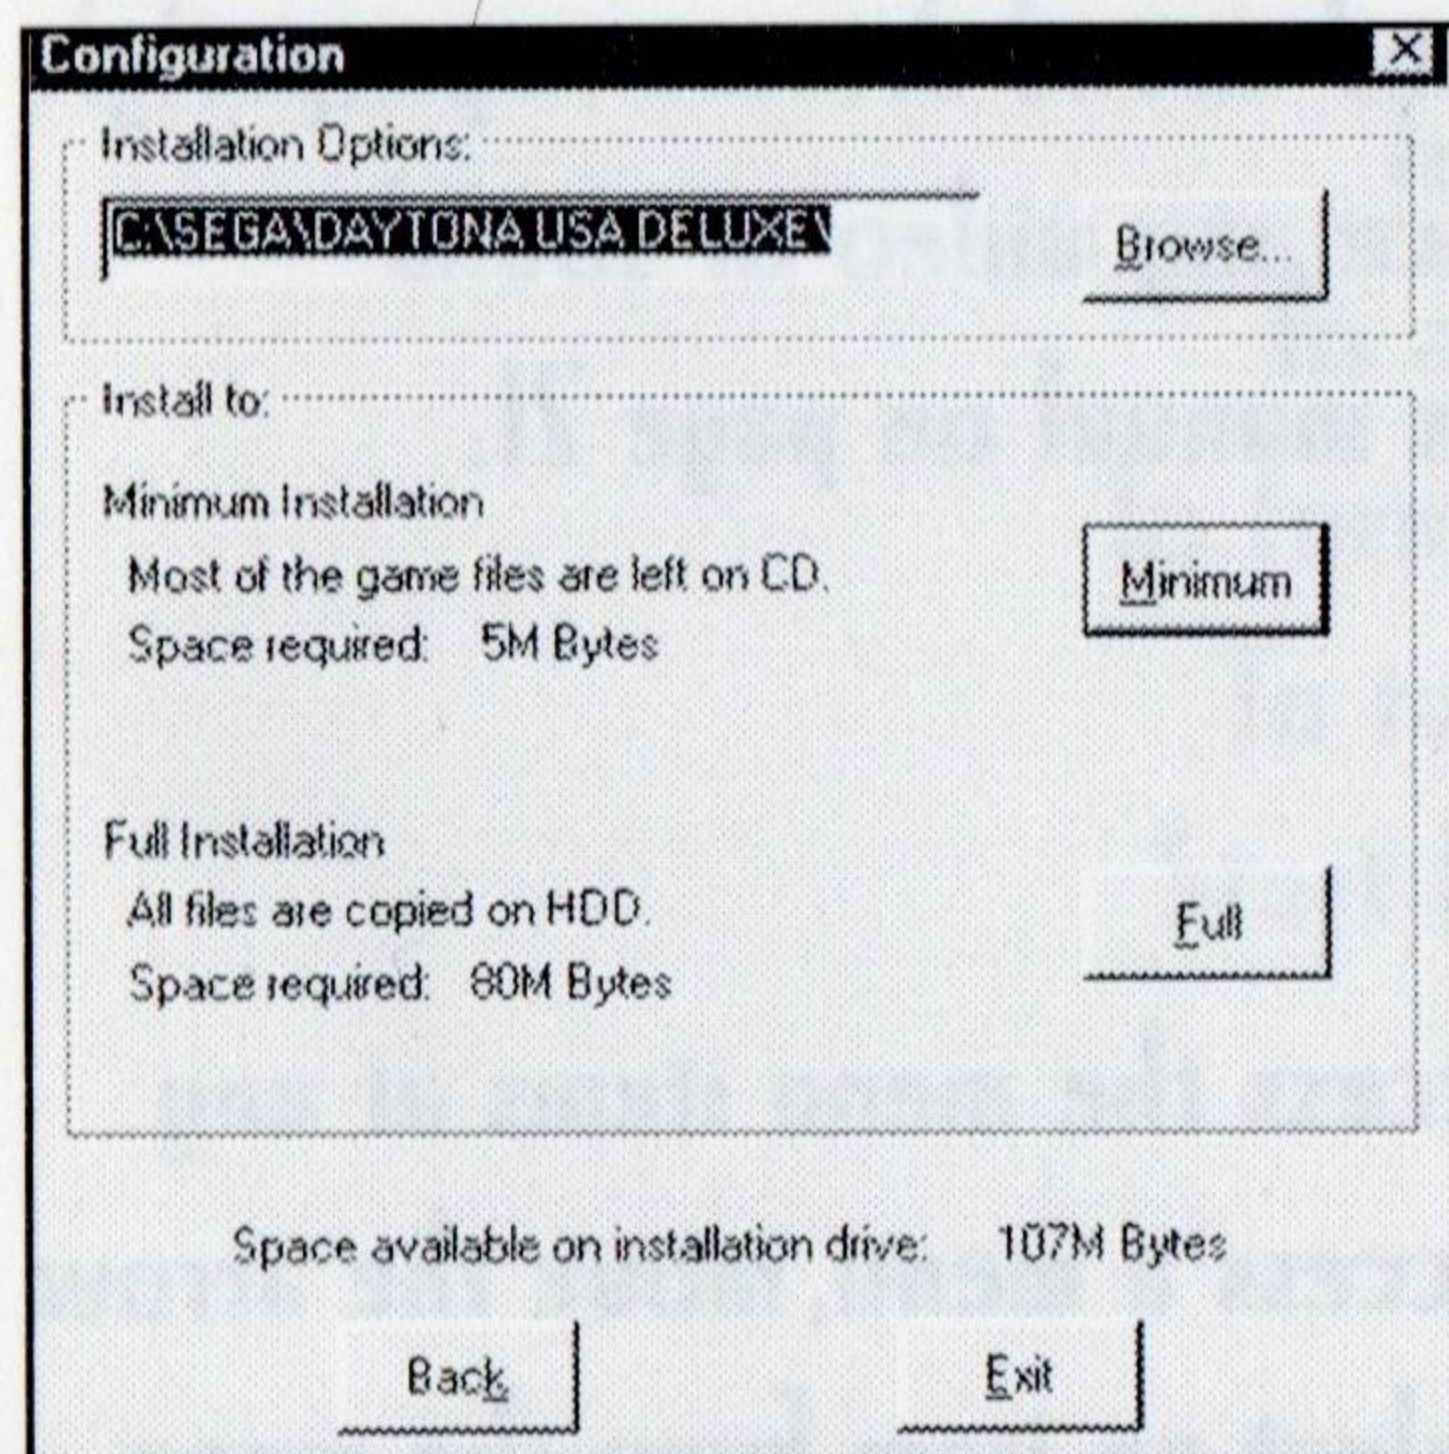 Configuration
Installation Options:
C:\SEGA\DAYTONA USA DELUXE\
Browse...
Install to:
Minimum Installation
Most of the game files are left on CD.
Minimum
Space required: 5M Bytes
Full Installation
All files are copied on HDD.
Full
Space required: 80M Bytes
Space available on installation drive: 107M Bytes
Back
Exit